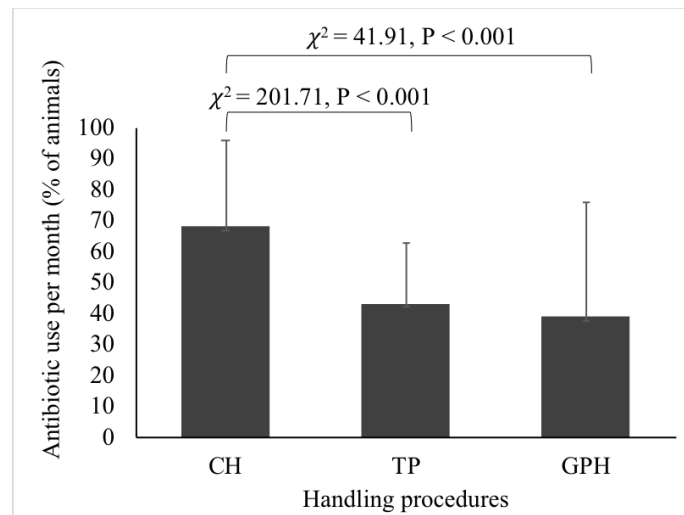 χ² = 41.91, P < 0.001
χ² = 201.71, P < 0.001
Antibiotic use per month (% of animals)
100
90
80
70
60
50
40
30
20
10
0
CH TP GPH
Handling procedures